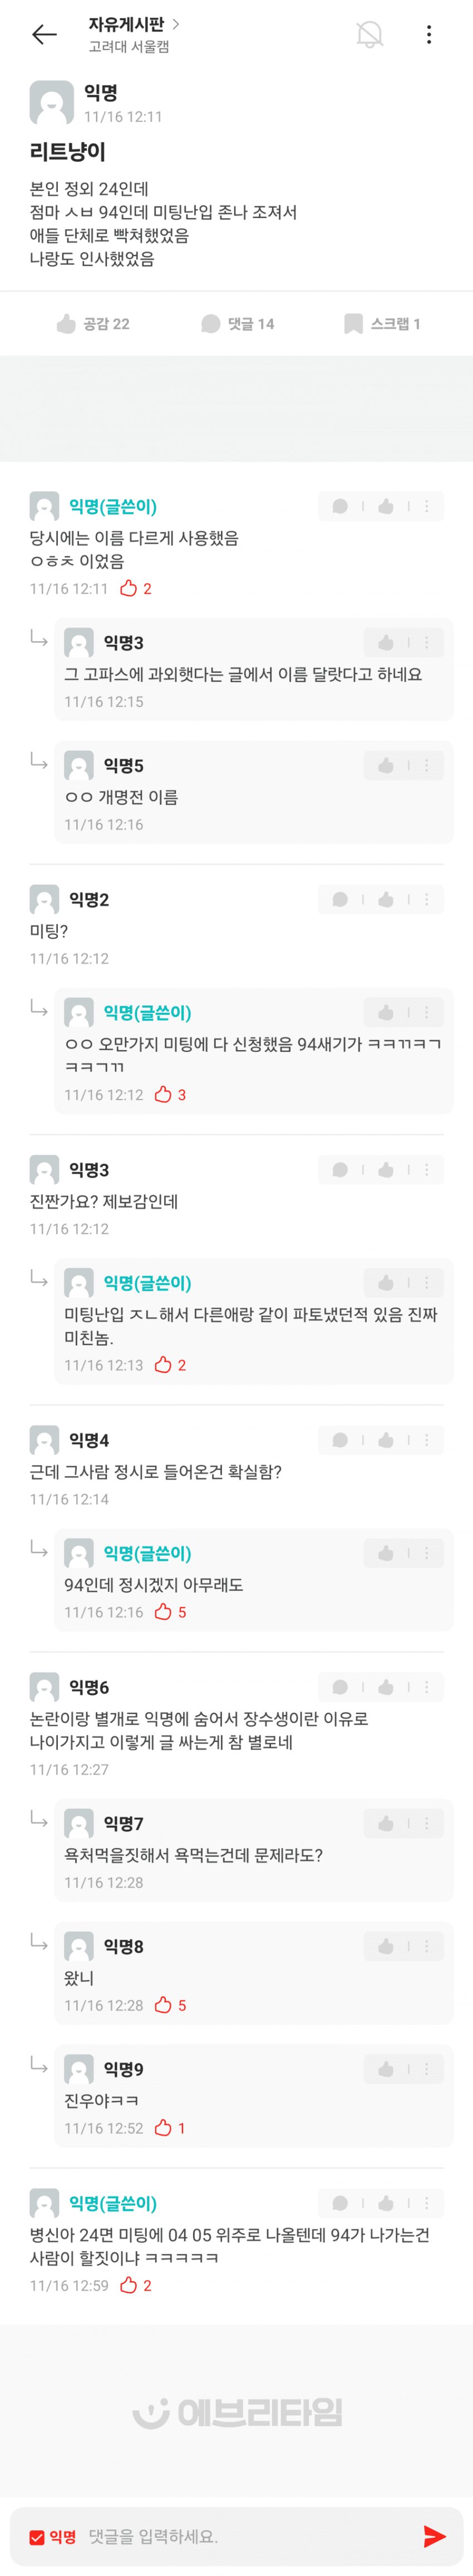 자유게시판
고려대 서울캠
익명
11/16 12:11
리트냥이
본인 정외 24인데
점마 ㅅㅂ 94인데 미팅난입 존나 조져서
애들 단체로 빡쳐했었음
나랑도 인사했었음
공감 22 댓글 14 스크랩 1
익명(글쓴이)
당시에는 이름 다르게 사용했음
ㅇㅎㅊ 이었음
11/16 12:11 2
익명3
그 고파스에 과외햇다는 글에서 이름 달랏다고 하네요
11/16 12:15
익명5
ㅇㅇ 개명전 이름
11/16 12:16
익명2
미팅?
11/16 12:12
익명(글쓴이)
ㅇㅇ 오만가지 미팅에 다 신청했음 94새기가 ㅋㅋㄲㅋㄱ
ㅋㅋㄱㄲ
11/16 12:12 3
익명3
진짠가요? 제보감인데
11/16 12:12
익명(글쓴이)
미팅난입 ㅈㄴ해서 다른애랑 같이 파토냈던적 있음 진짜
미친놈.
11/16 12:13 2
익명4
근데 그사람 정시로 들어온건 확실함?
11/16 12:14
익명(글쓴이)
94인데 정시겠지 아무래도
11/16 12:16 5
익명6
논란이랑 별개로 익명에 숨어서 장수생이란 이유로
나이가지고 이렇게 글 싸는게 참 별로네
11/16 12:27
익명7
욕처먹을짓해서 욕먹는건데 문제라도?
11/16 12:28
익명8
왔니
11/16 12:28 5
익명9
진우야ㅋㅋ
11/16 12:52 1
익명(글쓴이)
병신아 24면 미팅에 04 05 위주로 나올텐데 94가 나가는건
사람이 할짓이냐 ㅋㅋㅋㅋㅋ
11/16 12:59 2
에브리타임
익명 댓글을 입력하세요.